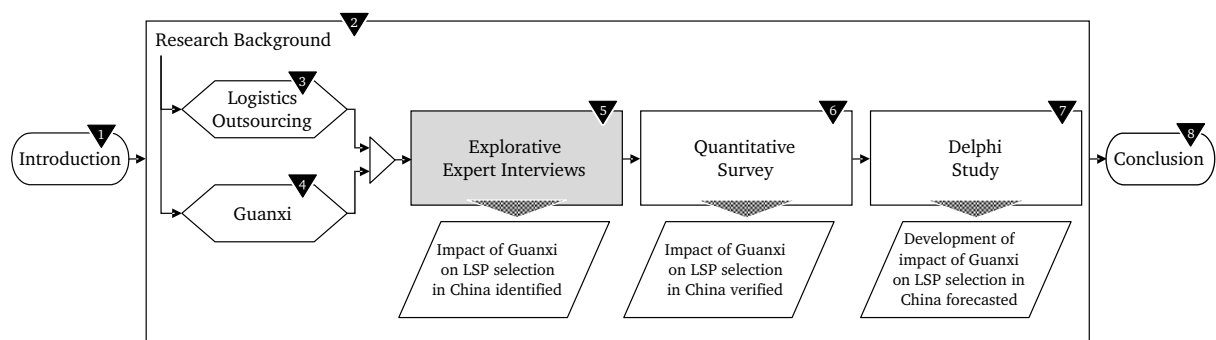 2
Research Background
3
Logistics
Outsourcing
4
Guanxi
1
Introduction
5
Explorative
Expert Interviews
6
Quantitative
Survey
7
Delphi
Study
8
Conclusion
Impact of Guanxi
on LSP selection
in China identified
Impact of Guanxi
on LSP selection
in China verified
Development of
impact of Guanxi
on LSP selection in
China forecasted